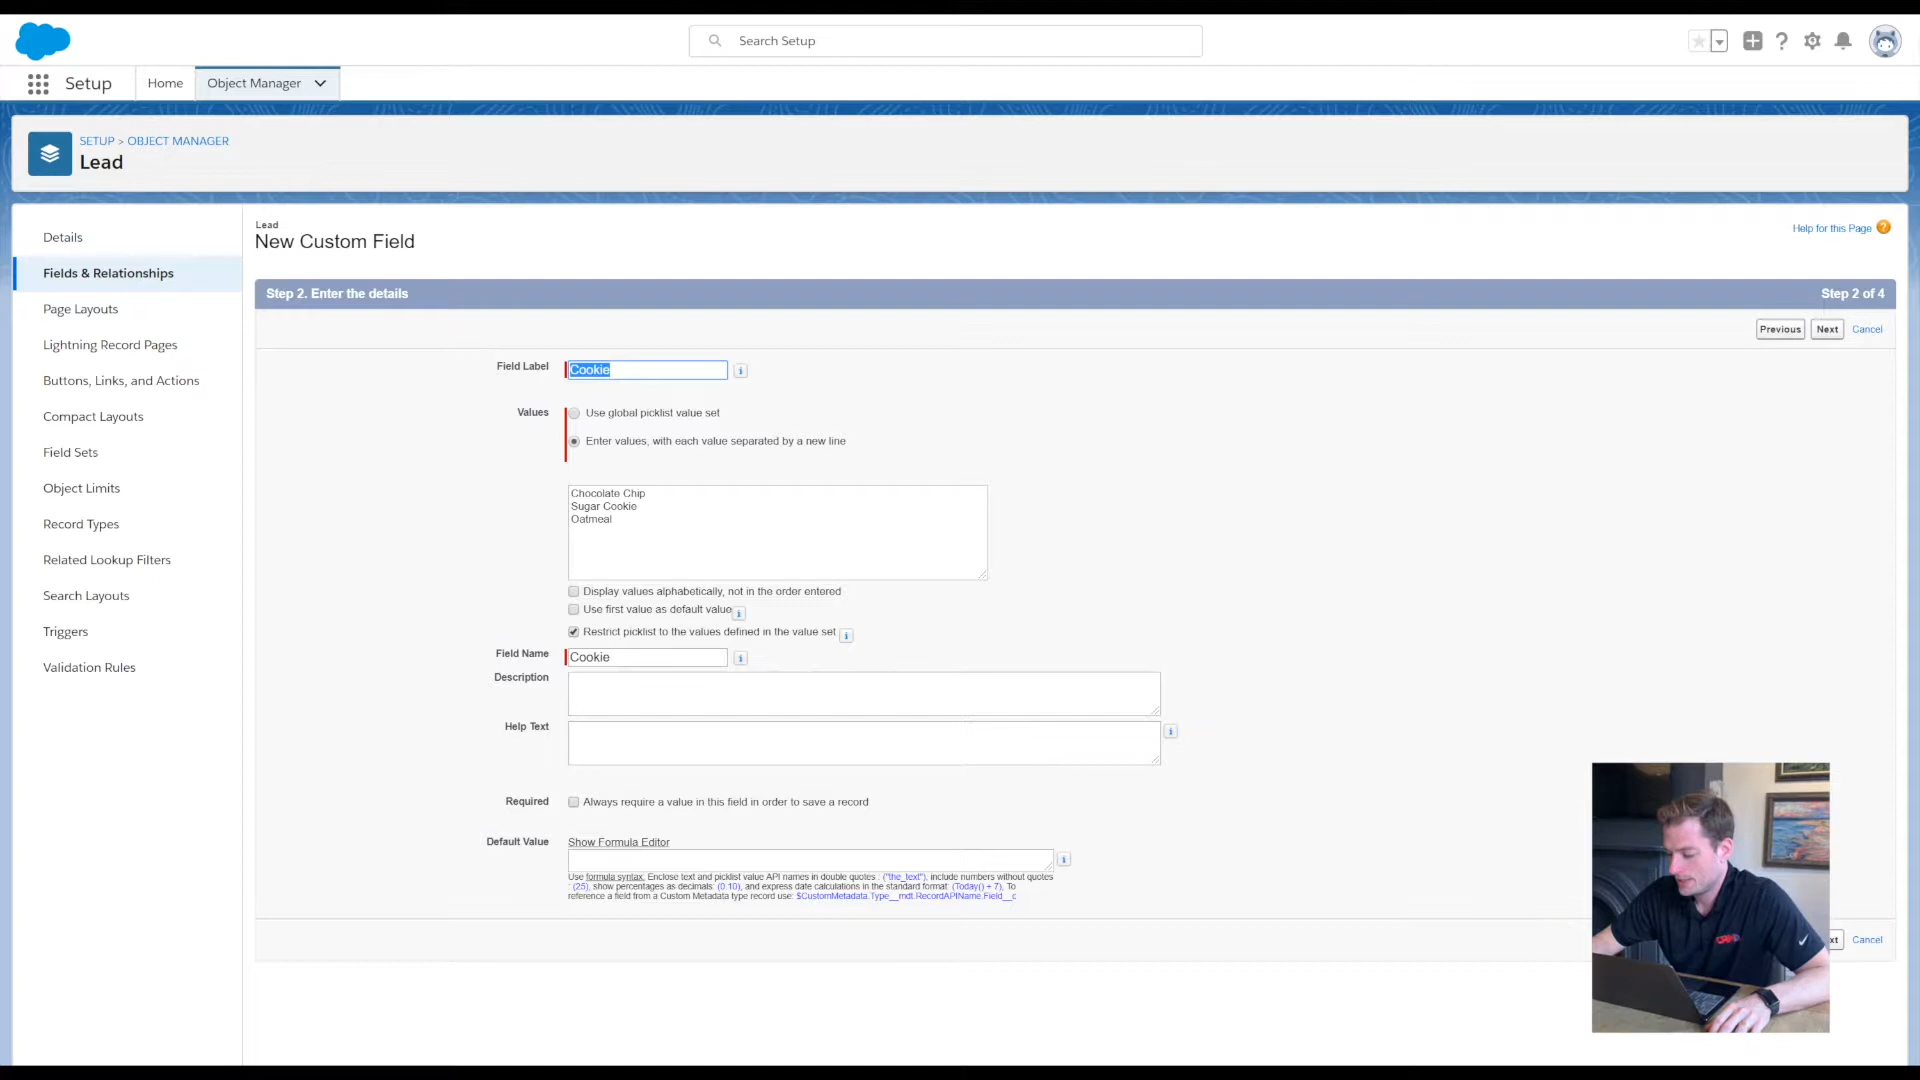 Search Setup
Setup
Home
Object Manager
SETUP > OBJECT MANAGER
Lead
Details
Fields & Relationships
Page Layouts
Lightning Record Pages
Buttons, Links, and Actions
Compact Layouts
Field Sets
Object Limits
Record Types
Related Lookup Filters
Search Layouts
Triggers
Validation Rules
Lead
New Custom Field
Help for this Page
Step 2. Enter the details
Step 2 of 4
Previous Next Cancel
Field Label Cookie
Values Use global picklist value set
Enter values, with each value separated by a new line
Chocolate Chip
Sugar Cookie
Oatmeal
Display values alphabetically, not in the order entered
Use first value as default value
Restrict picklist to the values defined in the value set
Field Name Cookie
Description
Help Text
Required Always require a value in this field in order to save a record
Default Value Show Formula Editor
Use formula syntax: Enclose text and picklist value API names in double quotes : ("the_text"), include numbers without quotes
: (25), show percentages as decimals: (0.10), and express date calculations in the standard format: (Today() + 7), To
reference a field from a Custom Metadata type record use: $CustomMetadata.Type__mdt.RecordAPIName.Field__c
xt Cancel